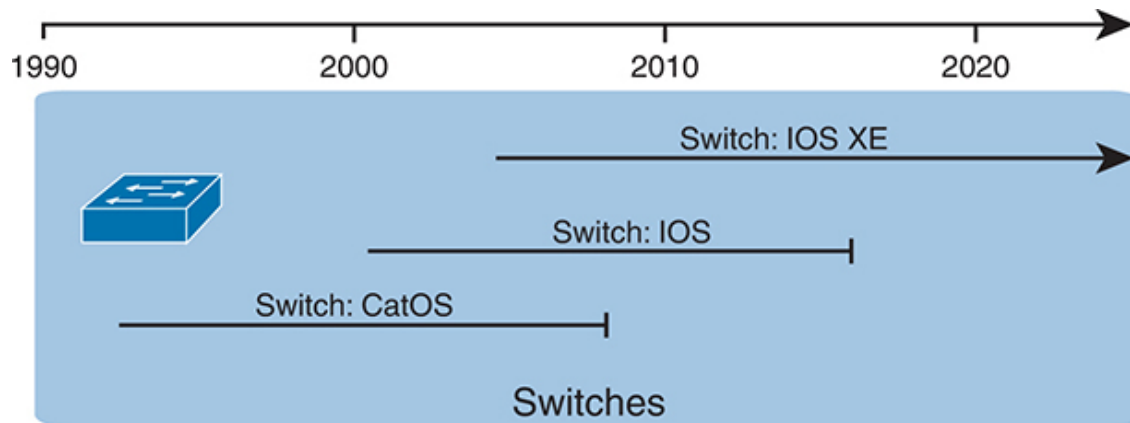 1990 2000 2010 2020
Switch: IOS XE
Switch: IOS
Switch: CatOS
Switches